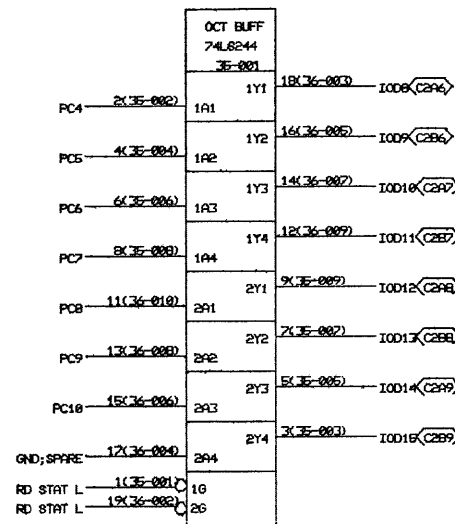 OCT BUFF
74LS244
35-001
1Y1 18(36-003) IOD8 C2A6
PC4 2(35-002) 1A1
1Y2 16(36-005) IOD9 C2B6
PC5 4(35-004) 1A2
1Y3 14(36-007) IOD10 C2A7
PC6 6(35-006) 1A3
1Y4 12(36-009) IOD11 C2B7
PC7 8(35-008) 1A4
2Y1 9(35-009) IOD12 C2A8
PC8 11(36-010) 2A1
2Y2 7(35-007) IOD13 C2B8
PC9 13(36-008) 2A2
2Y3 5(35-005) IOD14 C2A9
PC10 15(36-006) 2A3
2Y4 3(35-003) IOD15 C2B9
GND;SPARE 17(36-004) 2A4
RD STAT L 1(35-001) 1G
RD STAT L 19(36-002) 2G